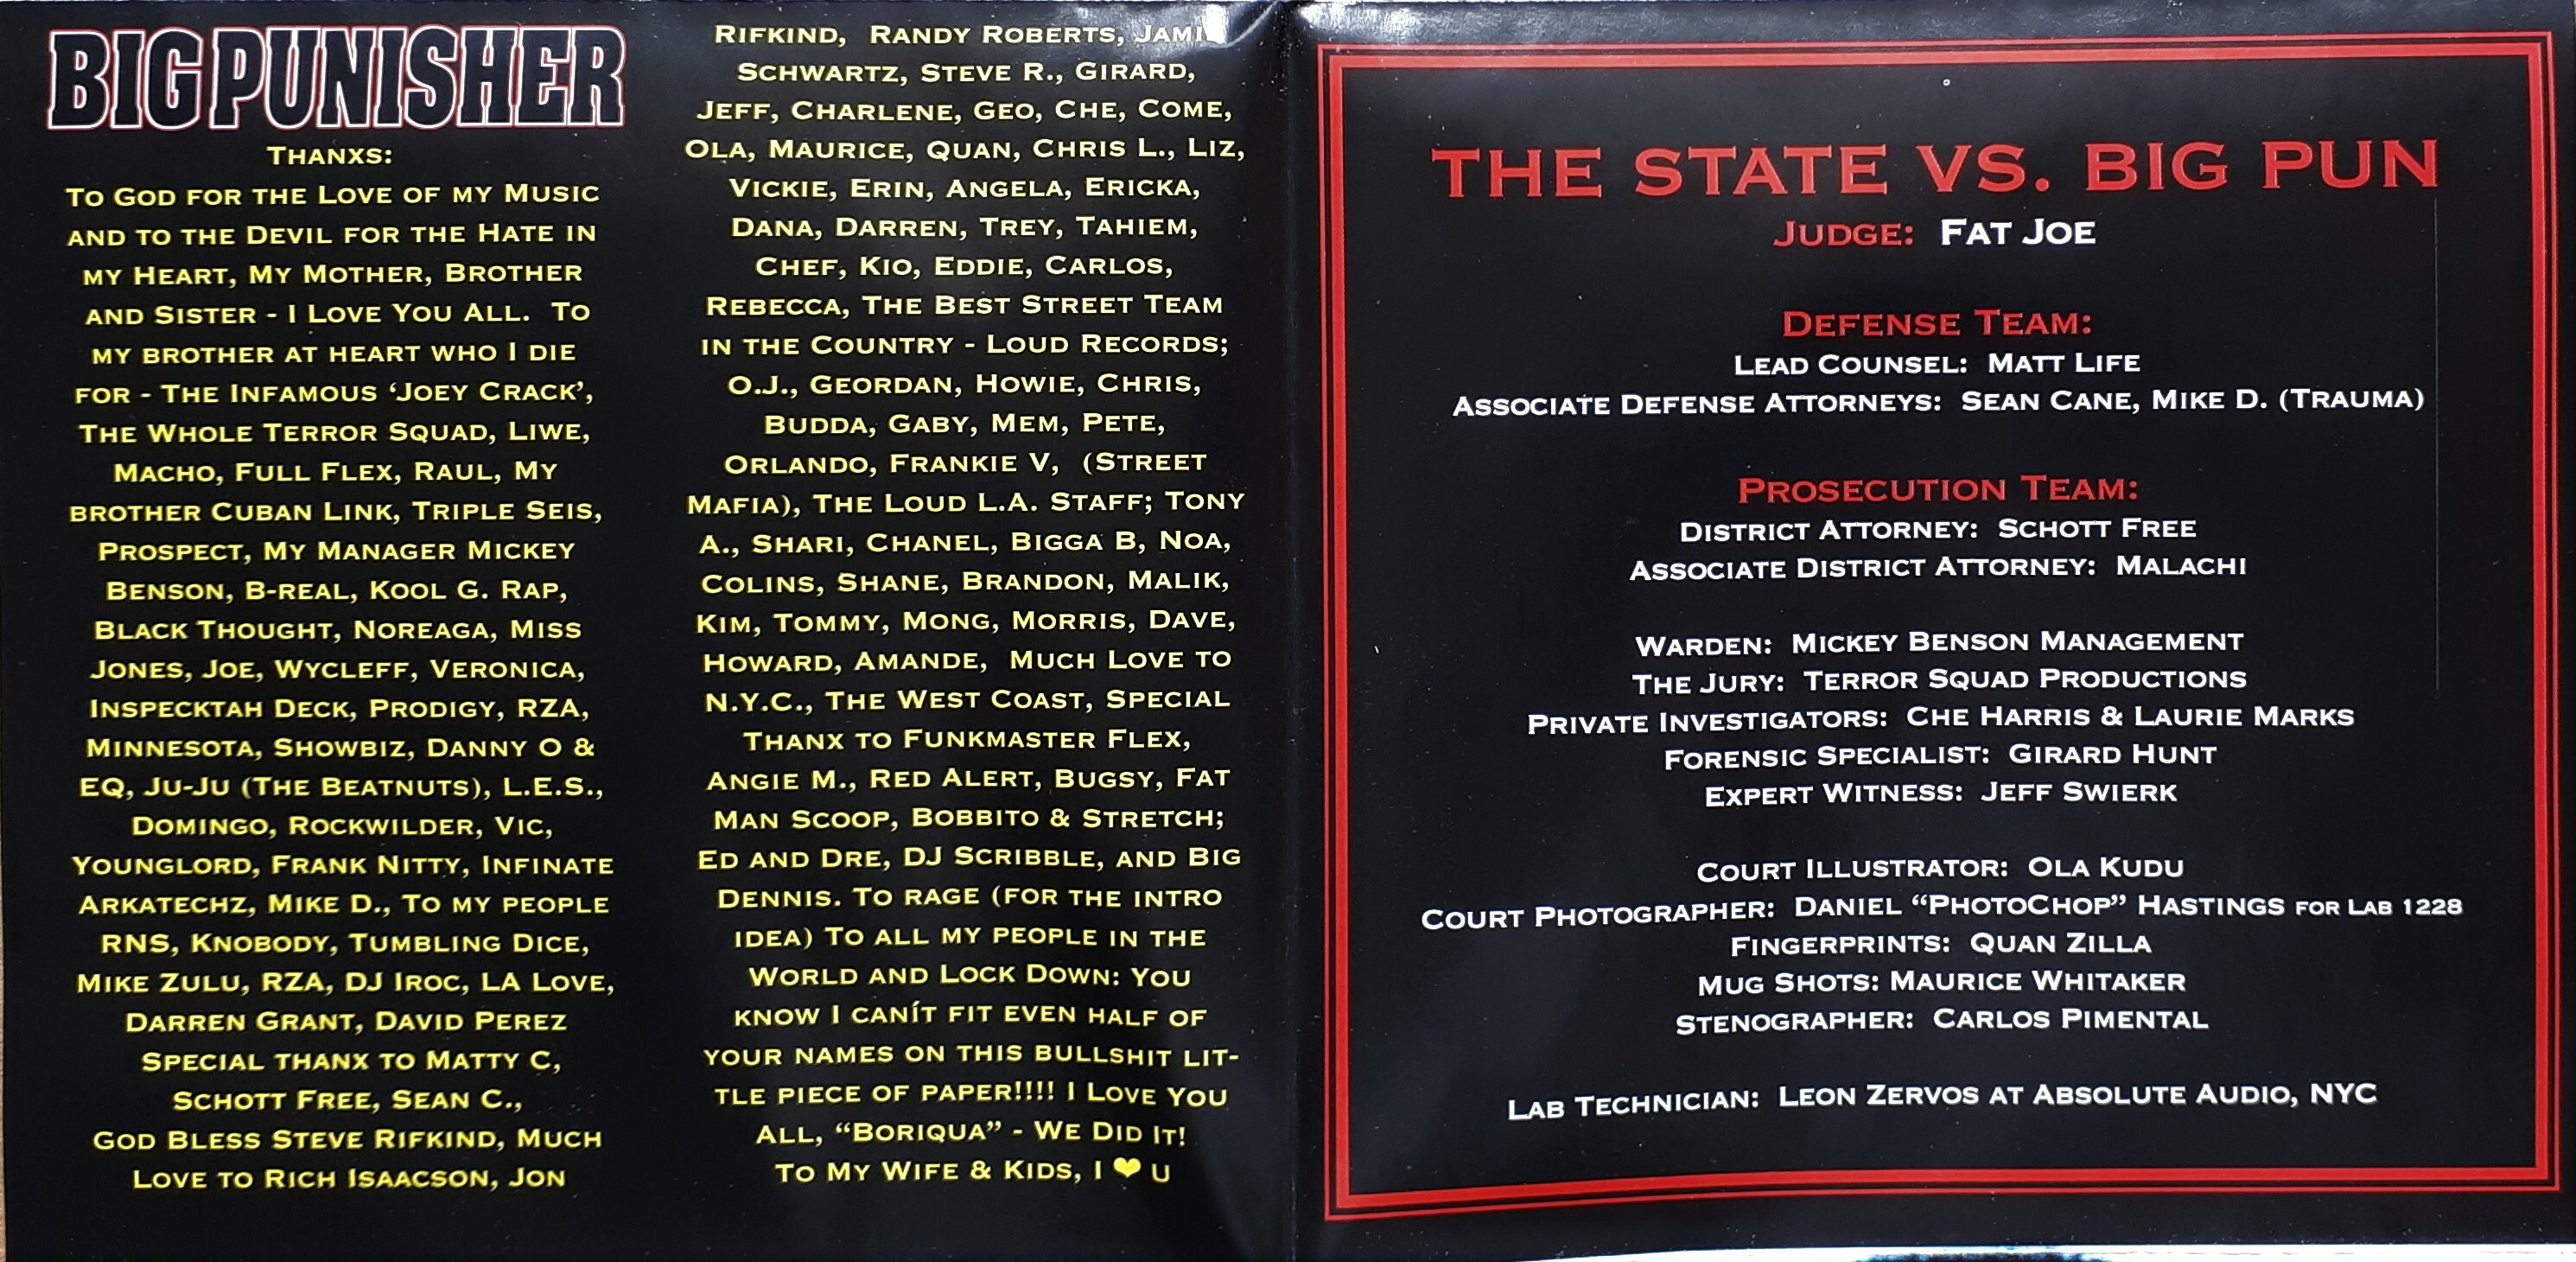 BIG PUNISHER
THANXS:
TO GOD FOR THE LOVE OF MY MUSIC
AND TO THE DEVIL FOR THE HATE IN
MY HEART, MY MOTHER, BROTHER
AND SISTER - I LOVE YOU ALL. TO
MY BROTHER AT HEART WHO I DIE
FOR - THE INFAMOUS ‘JOEY CRACK’,
THE WHOLE TERROR SQUAD, LIWE,
MACHO, FULL FLEX, RAUL, MY
BROTHER CUBAN LINK, TRIPLE SEIS,
PROSPECT, MY MANAGER MICKEY
BENSON, B-REAL, KOOL G. RAP,
BLACK THOUGHT, NOREAGA, MISS
JONES, JOE, WYCLEFF, VERONICA,
INSPECKTAH DECK, PRODIGY, RZA,
MINNESOTA, SHOWBIZ, DANNY O &
EQ, JU-JU (THE BEATNUTS), L.E.S.,
DOMINGO, ROCKWILDER, VIC,
YOUNGLORD, FRANK NITTY, INFINATE
ARKATECHZ, MIKE D., TO MY PEOPLE
RNS, KNOBODY, TUMBLING DICE,
MIKE ZULU, RZA, DJ IROC, LA LOVE,
DARREN GRANT, DAVID PEREZ
SPECIAL THANX TO MATTY C,
SCHOTT FREE, SEAN C.,
GOD BLESS STEVE RIFKIND, MUCH
LOVE TO RICH ISAACSON, JON
RIFKIND, RANDY ROBERTS,
SCHWARTZ, STEVE R., GIRARD,
JEFF, CHARLENE, GEO, CHE, COME,
OLA, MAURICE, QUAN, CHRIS L., LIZ,
VICKIE, ERIN, ANGELA, ERICKA,
DANA, DARREN, TREY, TAHIEM,
CHEF, KIO, EDDIE, CARLOS,
REBECCA, THE BEST STREET TEAM
IN THE COUNTRY - LOUD RECORDS;
O.J., GEORDAN, HOWIE, CHRIS,
BUDDA, GABY, MEM, PETE,
ORLANDO, FRANKIE V, (STREET
MAFIA), THE LOUD L.A. STAFF; TONY
A., SHARI, CHANEL, BIGGA B, NOA,
COLINS, SHANE, BRANDON, MALIK,
KIM, TOMMY, MONG, MORRIS, DAVE,
HOWARD, AMANDE, MUCH LOVE TO
N.Y.C., THE WEST COAST, SPECIAL
THANX TO FUNKMASTER FLEX,
ANGIE M., RED ALERT, BUGSY, FAT
MAN SCOOP, BOBBITO & STRETCH;
ED AND DRE, DJ SCRIBBLE, AND BIG
DENNIS. TO RAGE (FOR THE INTRO
IDEA) TO ALL MY PEOPLE IN THE
WORLD AND LOCK DOWN: YOU
KNOW I CANÍT FIT EVEN HALF OF
YOUR NAMES ON THIS BULLSHIT LIT-
TLE PIECE OF PAPER!!!! I LOVE YOU
ALL, “BORIQUA” - WE DID IT!
TO MY WIFE & KIDS, I ❤ U
THE STATE VS. BIG PUN
JUDGE: FAT JOE
DEFENSE TEAM:
LEAD COUNSEL: MATT LIFE
ASSOCIATE DEFENSE ATTORNEYS: SEAN CANE, MIKE D. (TRAUMA)
PROSECUTION TEAM:
DISTRICT ATTORNEY: SCHOTT FREE
ASSOCIATE DISTRICT ATTORNEY: MALACHI
WARDEN: MICKEY BENSON MANAGEMENT
THE JURY: TERROR SQUAD PRODUCTIONS
PRIVATE INVESTIGATORS: CHE HARRIS & LAURIE MARKS
FORENSIC SPECIALIST: GIRARD HUNT
EXPERT WITNESS: JEFF SWIERK
COURT ILLUSTRATOR: OLA KUDU
COURT PHOTOGRAPHER: DANIEL “PHOTOCHOP” HASTINGS FOR LAB 1228
FINGERPRINTS: QUAN ZILLA
MUG SHOTS: MAURICE WHITAKER
STENOGRAPHER: CARLOS PIMENTAL
LAB TECHNICIAN: LEON ZERVOS AT ABSOLUTE AUDIO, NYC